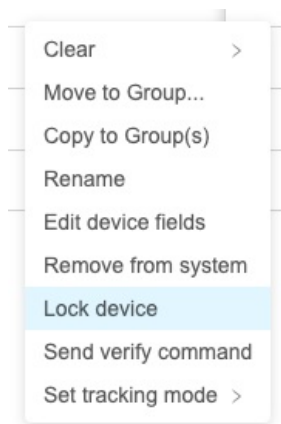 Clear >
Move to Group...
Copy to Group(s)
Rename
Edit device fields
Remove from system
Lock device
Send verify command
Set tracking mode >